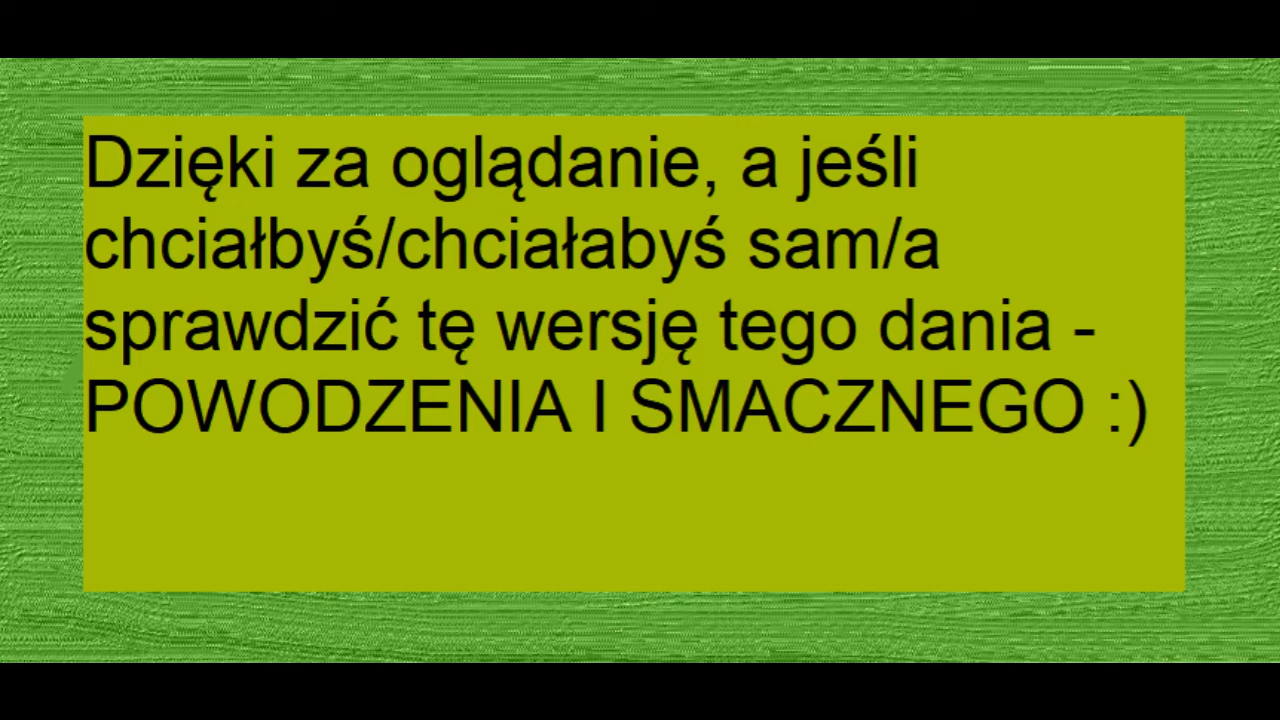 Dzięki za oglądanie, a jeśli
chciałbyś/chciałabyś sam/a
sprawdzić tę wersję tego dania -
POWODZENIA I SMACZNEGO :)